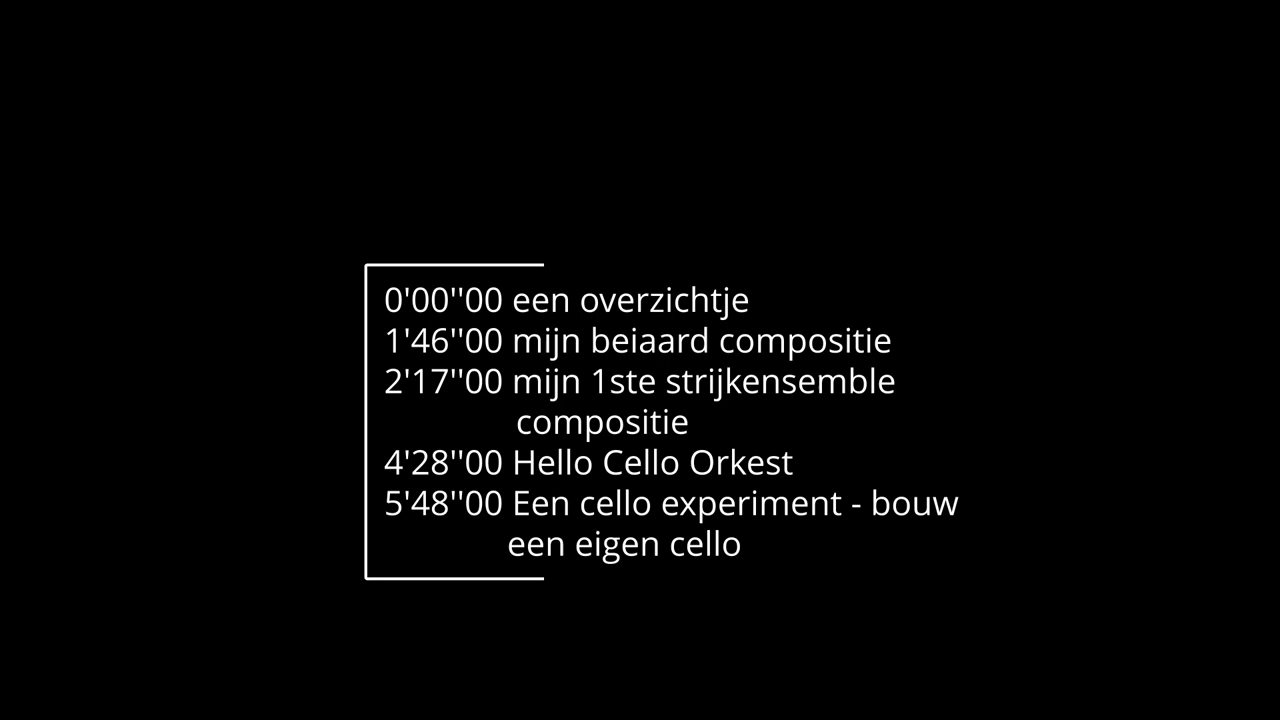 0'00''00 een overzichtje
1'46''00 mijn beiaard compositie
2'17''00 mijn 1ste strijkensemble
compositie
4'28''00 Hello Cello Orkest
5'48''00 Een cello experiment - bouw
een eigen cello